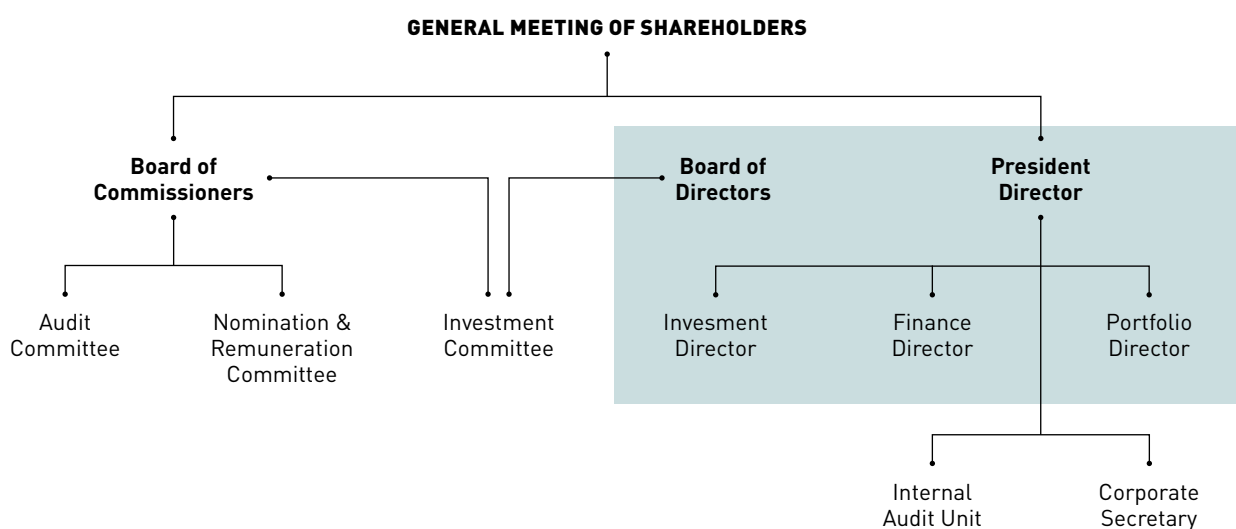 GENERAL MEETING OF SHAREHOLDERS
Board of
Commissioners
Board of
Directors
President
Director
Audit
Committee
Nomination &
Remuneration
Committee
Investment
Committee
Invesment
Director
Finance
Director
Portfolio
Director
Internal
Audit Unit
Corporate
Secretary